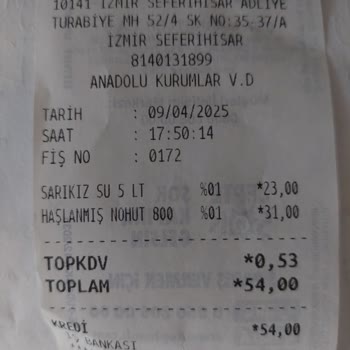 10141 İZMİR SEFERİHİSAR ADLİYE
TURABİYE MH 52/4 SK NO:35-37/A
İZMİR SEFERİHİSAR
8140131899
ANADOLU KURUMLAR V.D
TARİH : 09/04/2025
SAAT : 17:50:14
FİŞ NO : 0172
SARIKIZ SU 5 LT %01 *23,00
HAŞLANMIŞ NOHUT 800 %01 *31,00
TOPKDV *0,53
TOPLAM *54,00
KREDİ *54,00
BANKASI